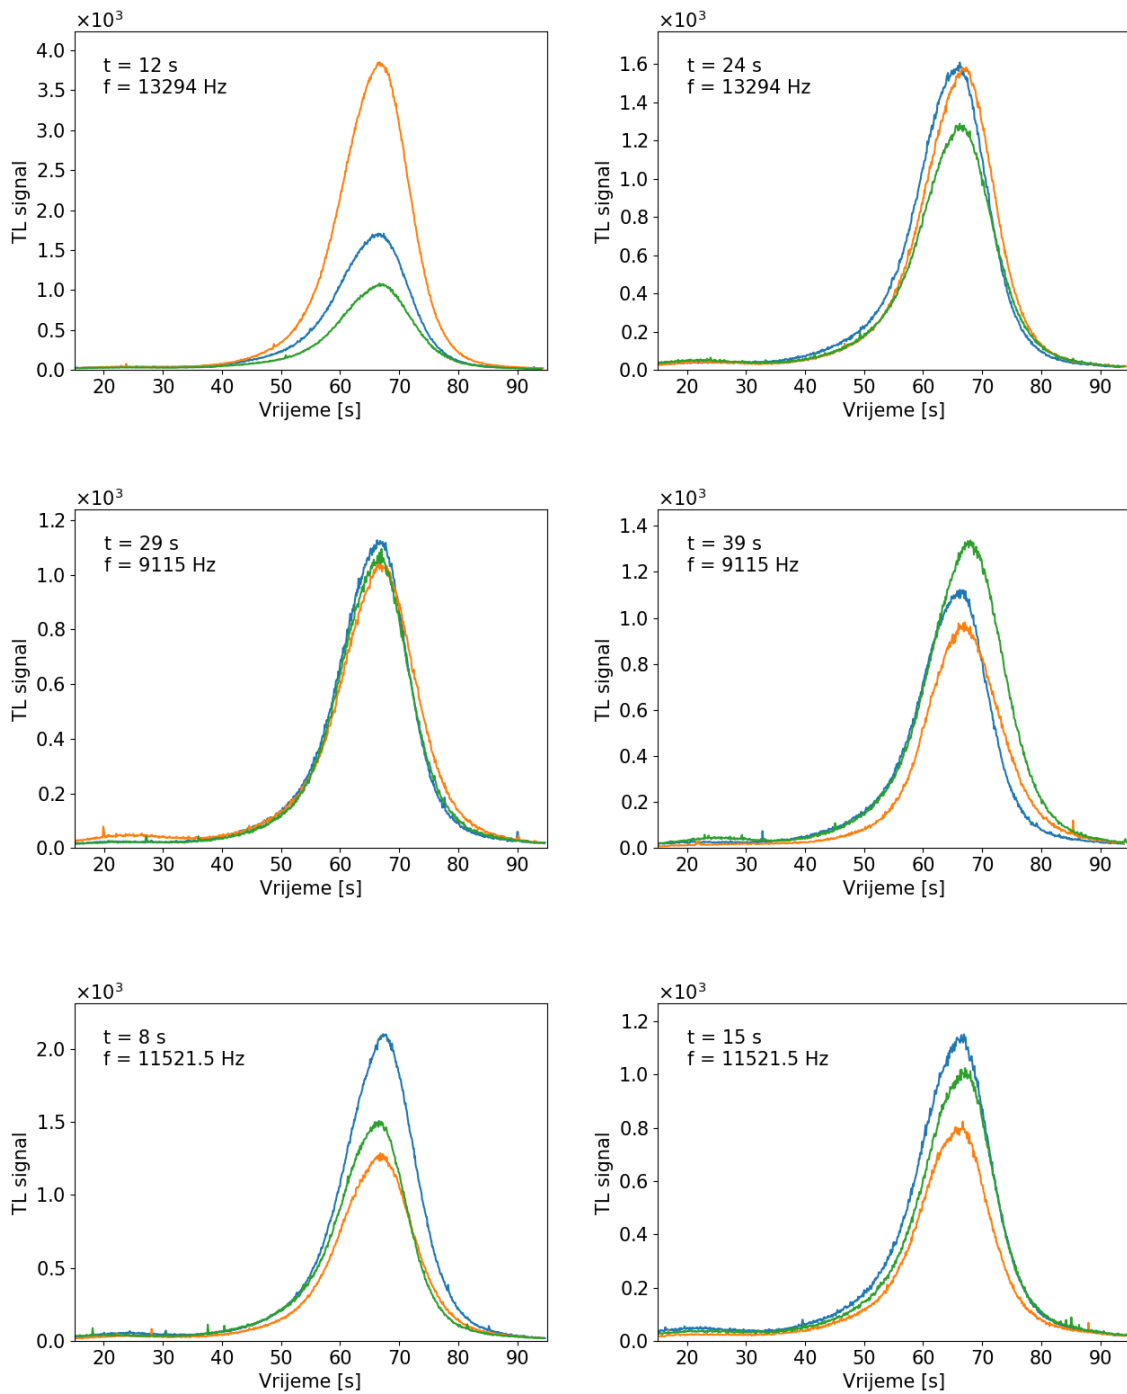 ×10³
t = 12 s
f = 13294 Hz
4.0
3.5
3.0
2.5
2.0
1.5
1.0
0.5
0.0
TL signal
20 30 40 50 60 70 80 90
Vrijeme [s]
×10³
t = 24 s
f = 13294 Hz
1.6
1.4
1.2
1.0
0.8
0.6
0.4
0.2
0.0
TL signal
20 30 40 50 60 70 80 90
Vrijeme [s]
×10³
t = 29 s
f = 9115 Hz
1.2
1.0
0.8
0.6
0.4
0.2
0.0
TL signal
20 30 40 50 60 70 80 90
Vrijeme [s]
×10³
t = 39 s
f = 9115 Hz
1.4
1.2
1.0
0.8
0.6
0.4
0.2
0.0
TL signal
20 30 40 50 60 70 80 90
Vrijeme [s]
×10³
t = 8 s
f = 11521.5 Hz
2.0
1.5
1.0
0.5
0.0
TL signal
20 30 40 50 60 70 80 90
Vrijeme [s]
×10³
t = 15 s
f = 11521.5 Hz
1.2
1.0
0.8
0.6
0.4
0.2
0.0
TL signal
20 30 40 50 60 70 80 90
Vrijeme [s]